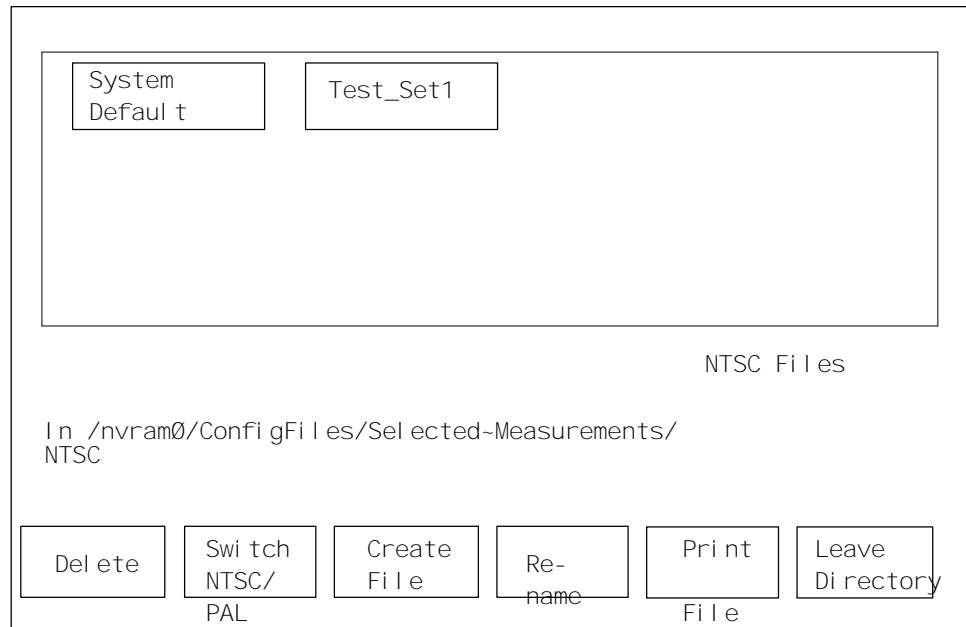 System
Default
Test_Set1
NTSC Files
In /nvramØ/ConfigFiles/Selected~Measurements/
NTSC
Delete
Switch
NTSC/
PAL
Create
File
Re-
name
Print
File
Leave
Directory